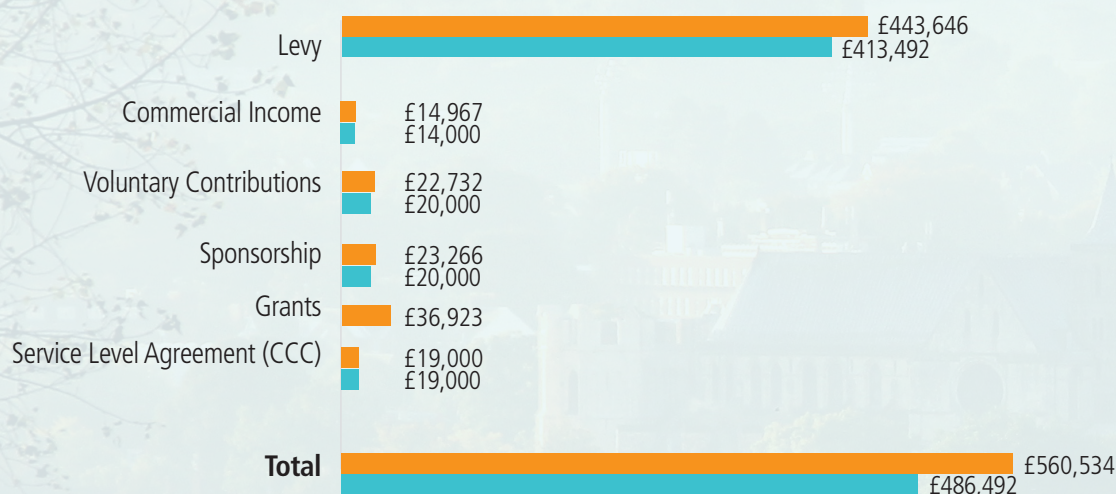 Levy
£443,646
£413,492
Commercial Income
£14,967
£14,000
Voluntary Contributions
£22,732
£20,000
Sponsorship
£23,266
£20,000
Grants
£36,923
Service Level Agreement (CCC)
£19,000
£19,000
Total
£560,534
£486,492